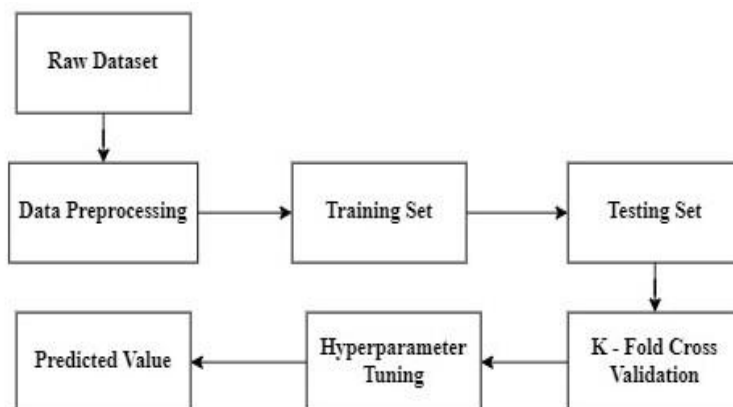 Raw Dataset
Data Preprocessing
Training Set
Testing Set
Predicted Value
Hyperparameter
Tuning
K - Fold Cross
Validation